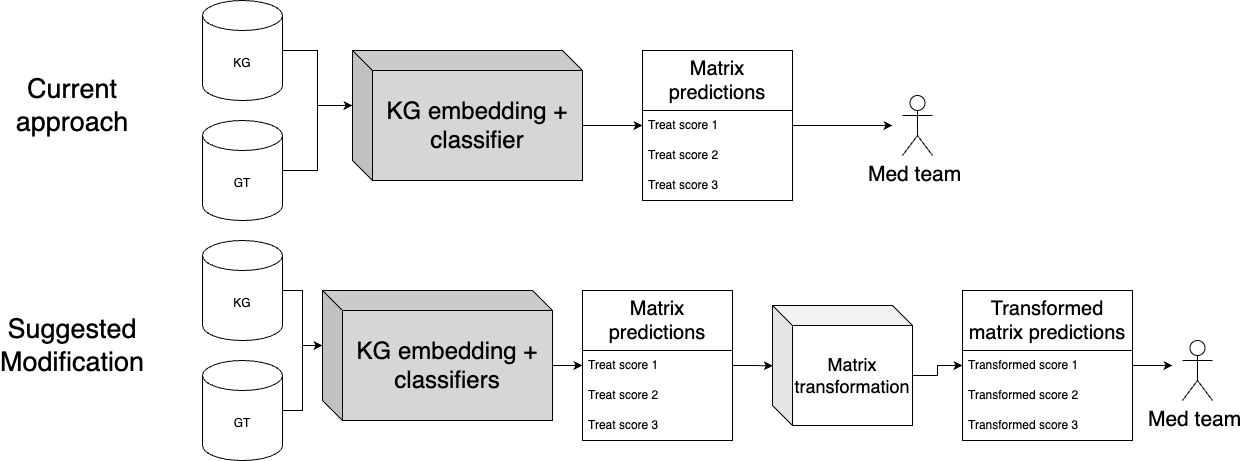 Current
approach
KG
GT
KG embedding +
classifier
Matrix
predictions
Treat score 1
Treat score 2
Treat score 3
Med team
Suggested
Modification
KG
GT
KG embedding +
classifiers
Matrix
predictions
Treat score 1
Treat score 2
Treat score 3
Matrix
transformation
Transformed
matrix predictions
Transformed score 1
Transformed score 2
Transformed score 3
Med team